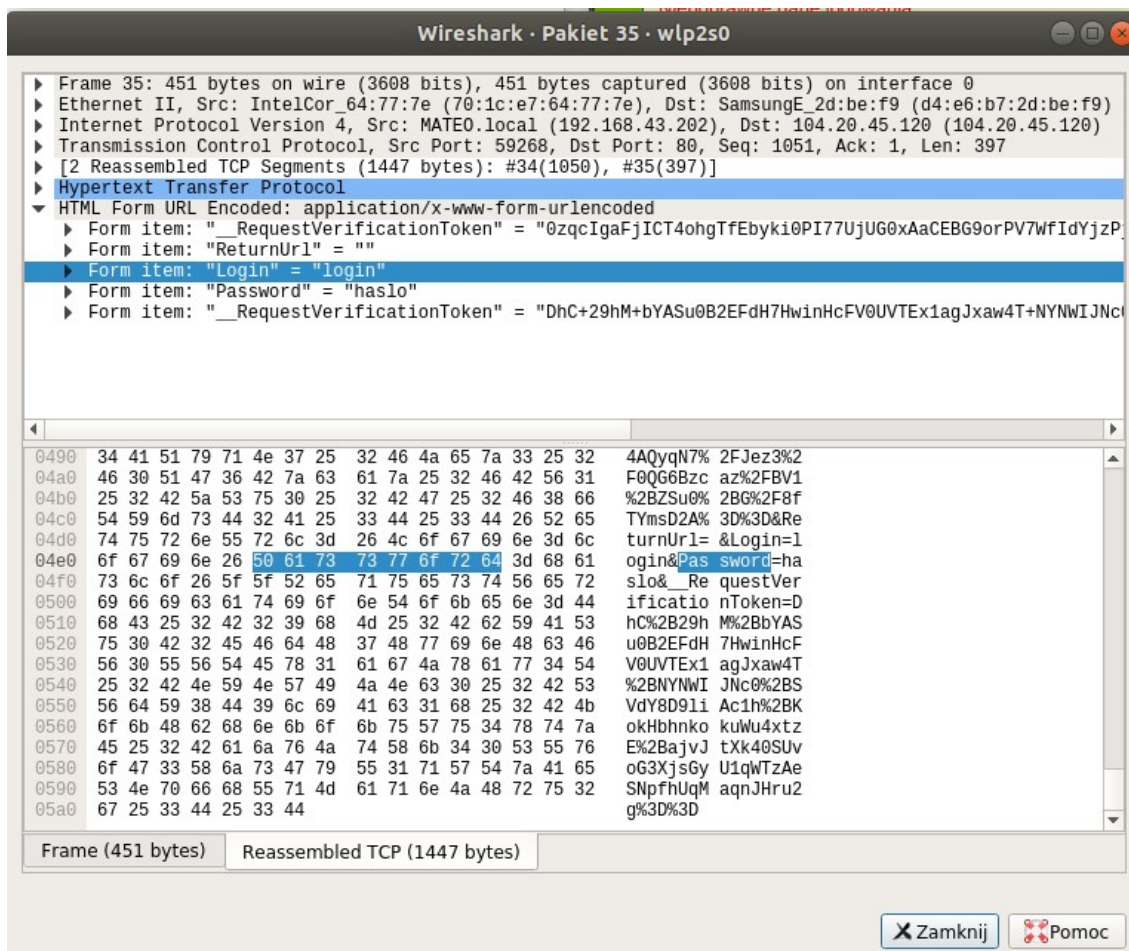 Wireshark · Pakiet 35 · wlp2s0
Frame 35: 451 bytes on wire (3608 bits), 451 bytes captured (3608 bits) on interface 0
Ethernet II, Src: IntelCor_64:77:7e (70:1c:e7:64:77:7e), Dst: SamsungE_2d:be:f9 (d4:e6:b7:2d:be:f9)
Internet Protocol Version 4, Src: MATEO.local (192.168.43.202), Dst: 104.20.45.120 (104.20.45.120)
Transmission Control Protocol, Src Port: 59268, Dst Port: 80, Seq: 1051, Ack: 1, Len: 397
[2 Reassembled TCP Segments (1447 bytes): #34(1050), #35(397)]
Hypertext Transfer Protocol
HTML Form URL Encoded: application/x-www-form-urlencoded
Form item: "__RequestVerificationToken" = "0zqcIgaFjICT4ohgTfEbyki0PI77UjUG0xAaCEBG9orPV7WfIdYjzP
Form item: "ReturnUrl" = ""
Form item: "Login" = "login"
Form item: "Password" = "haslo"
Form item: "__RequestVerificationToken" = "DhC+29hM+bYASu0B2EFdH7HwinHcFV0UVTEx1agJxaw4T+NYNWIJNc
0490 34 41 51 79 71 4e 37 25 32 46 4a 65 7a 33 25 32 4AQyqN7% 2FJez3%2
04a0 46 30 51 47 36 42 7a 63 61 7a 25 32 46 42 56 31 F0QG6Bzc az%2FBV1
04b0 25 32 42 5a 53 75 30 25 32 42 47 25 32 46 38 66 %2BZSu0% 2BG%2F8f
04c0 54 59 6d 73 44 32 41 25 33 44 25 33 44 26 52 65 TYmsD2A% 3D%3D&Re
04d0 74 75 72 6e 55 72 6c 3d 26 4c 6f 67 69 6e 3d 6c turnUrl= &Login=l
04e0 6f 67 69 6e 26 50 61 73 73 77 6f 72 64 3d 68 61 ogin&Pas sword=ha
04f0 73 6c 6f 26 5f 5f 52 65 71 75 65 73 74 56 65 72 slo&__Re questVer
0500 69 66 69 63 61 74 69 6f 6e 54 6f 6b 65 6e 3d 44 ificatio nToken=D
0510 68 43 25 32 42 32 39 68 4d 25 32 42 62 59 41 53 hC%2B29h M%2BbYAS
0520 75 30 42 32 45 46 64 48 37 48 77 69 6e 48 63 46 u0B2EFdH 7HwinHcF
0530 56 30 55 56 54 45 78 31 61 67 4a 78 61 77 34 54 V0UVTEx1 agJxaw4T
0540 25 32 42 4e 59 4e 57 49 4a 4e 63 30 25 32 42 53 %2BNYNWI JNc0%2BS
0550 56 64 59 38 44 39 6c 69 41 63 31 68 25 32 42 4b VdY8D9li Ac1h%2BK
0560 6f 6b 48 62 68 6e 6b 6f 6b 75 57 75 34 78 74 7a okHbhnko kuWu4xtz
0570 45 25 32 42 61 6a 76 4a 74 58 6b 34 30 53 55 76 E%2BajvJ tXk40SUv
0580 6f 47 33 58 6a 73 47 79 55 31 71 57 54 7a 41 65 oG3XjsGy U1qWTzAe
0590 53 4e 70 66 68 55 71 4d 61 71 6e 4a 48 72 75 32 SNpfhUqM aqnJHru2
05a0 67 25 33 44 25 33 44 g%3D%3D
Frame (451 bytes) Reassembled TCP (1447 bytes)
Zamknij Pomoc